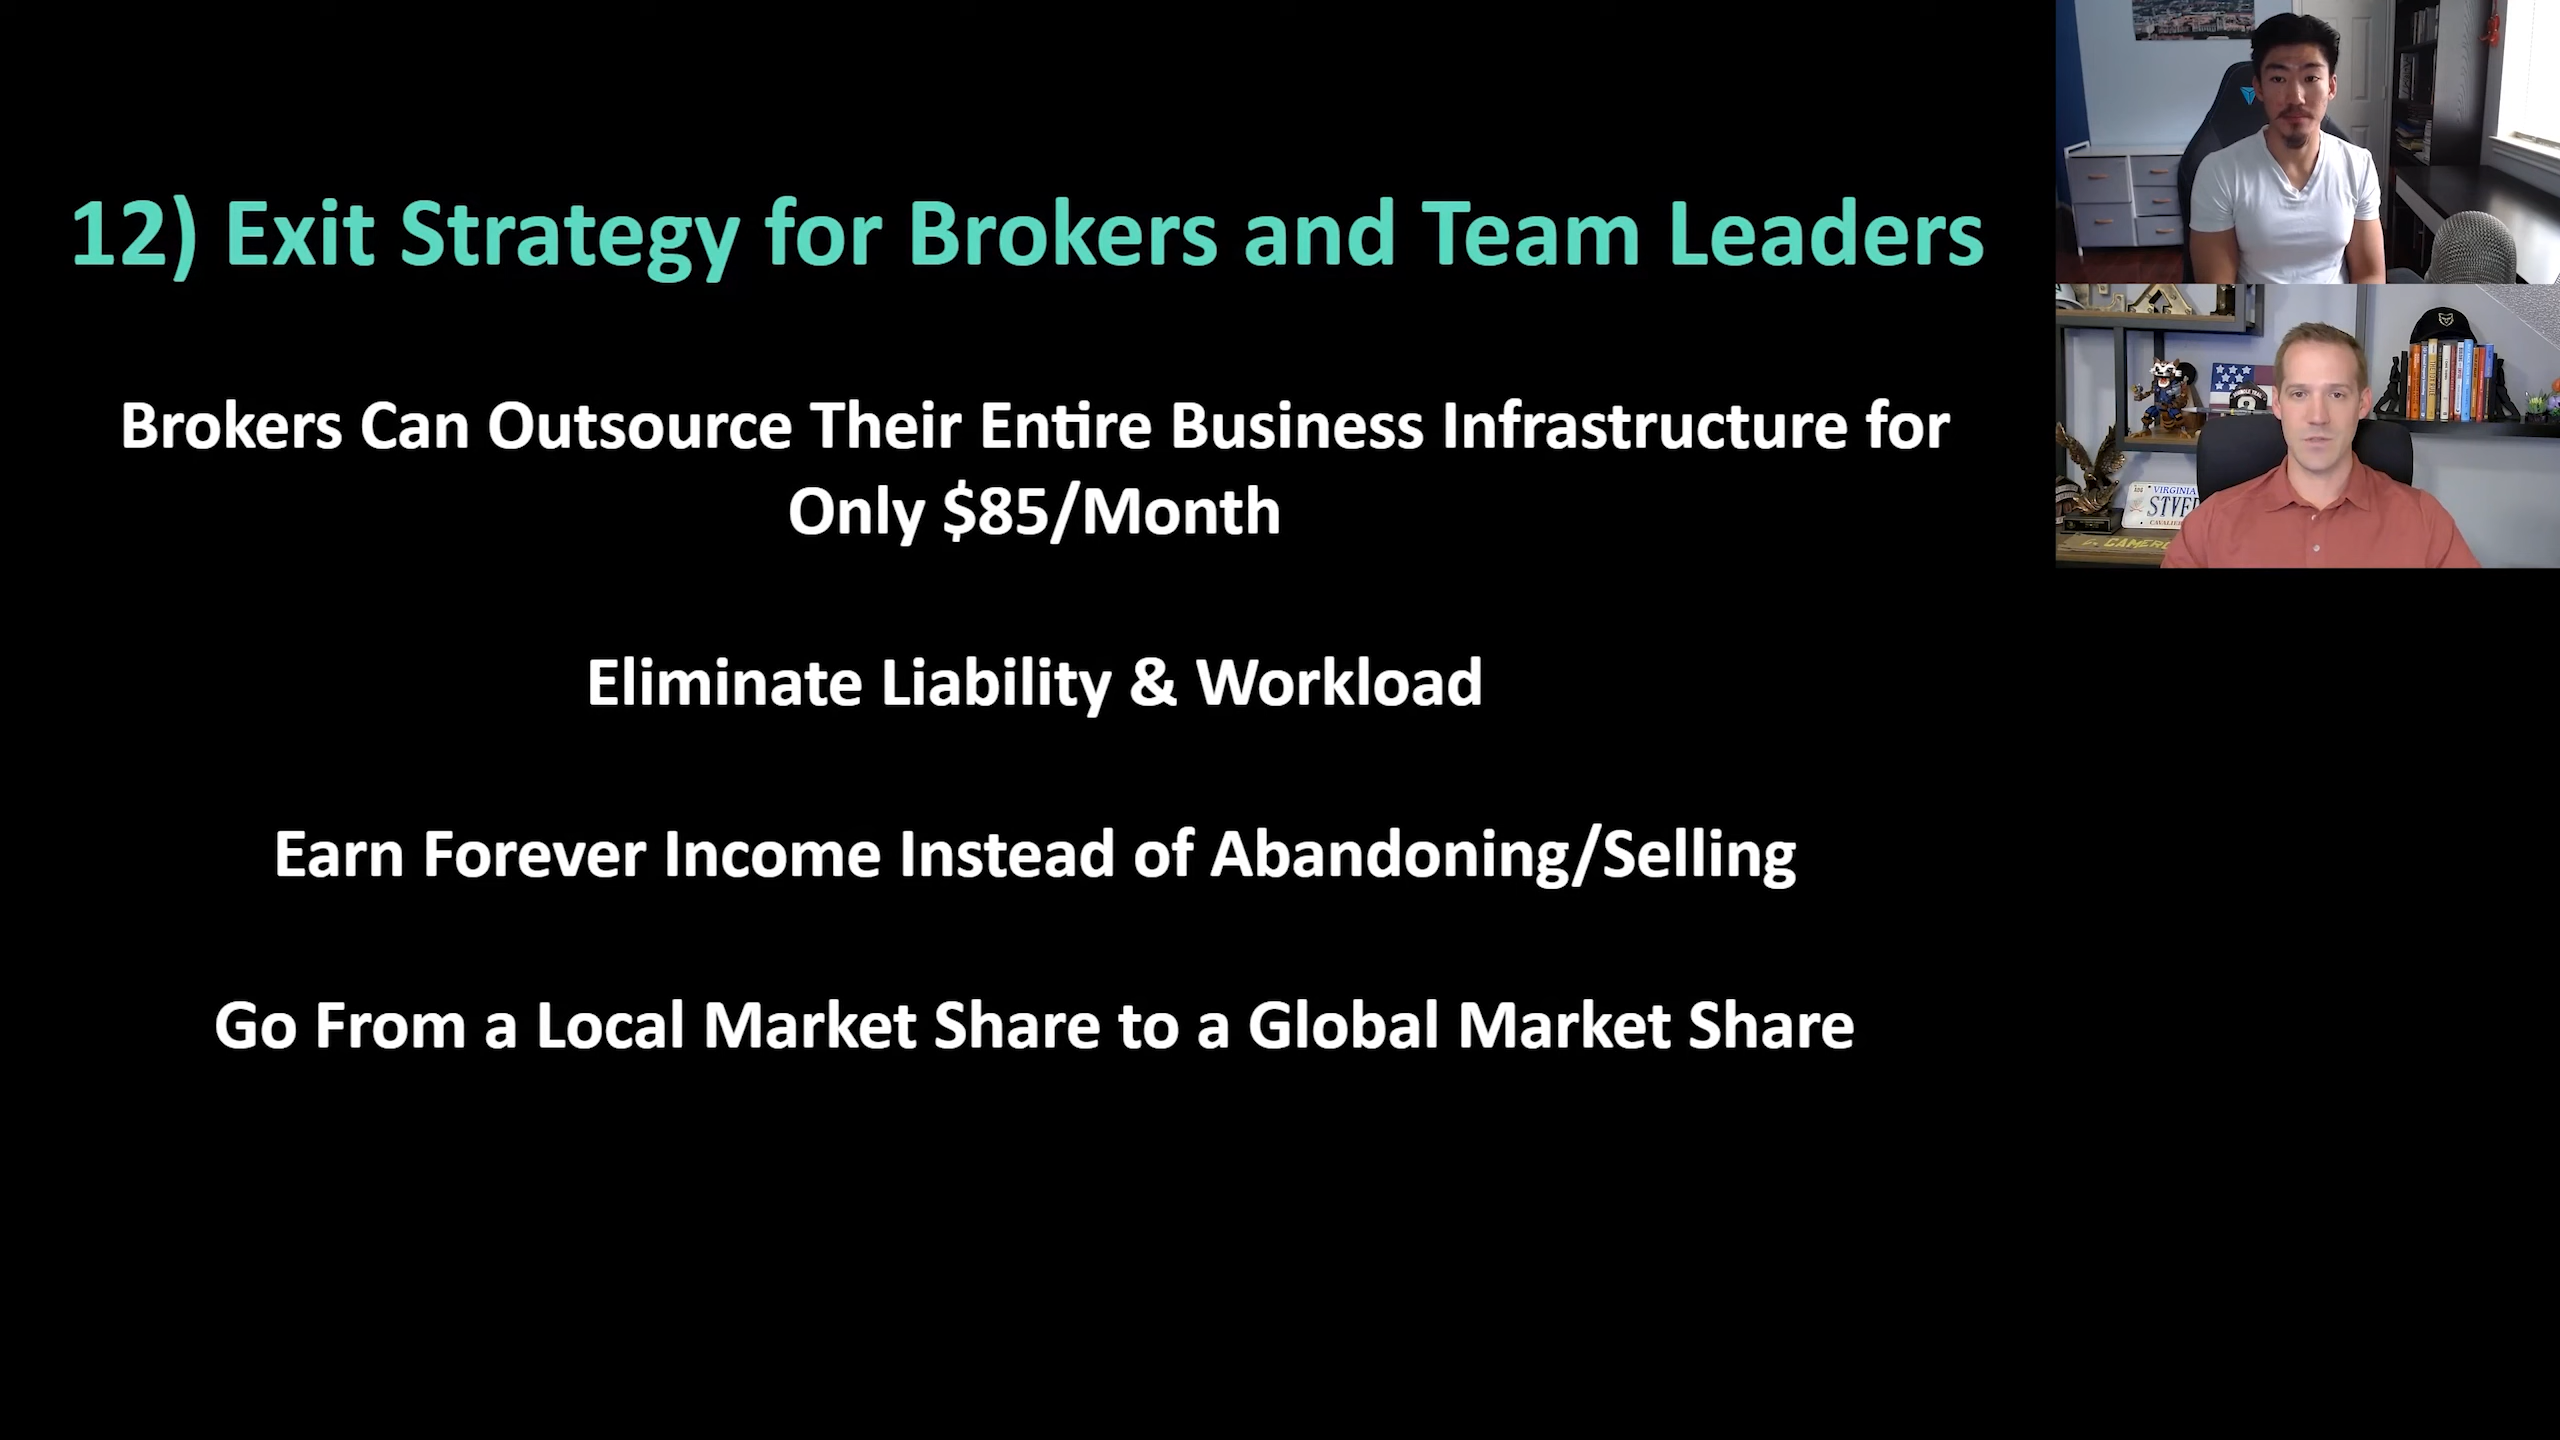 12) Exit Strategy for Brokers and Team Leaders
Brokers Can Outsource Their Entire Business Infrastructure for
Only $85/Month
Eliminate Liability & Workload
Earn Forever Income Instead of Abandoning/Selling
Go From a Local Market Share to a Global Market Share
VIRGINIA